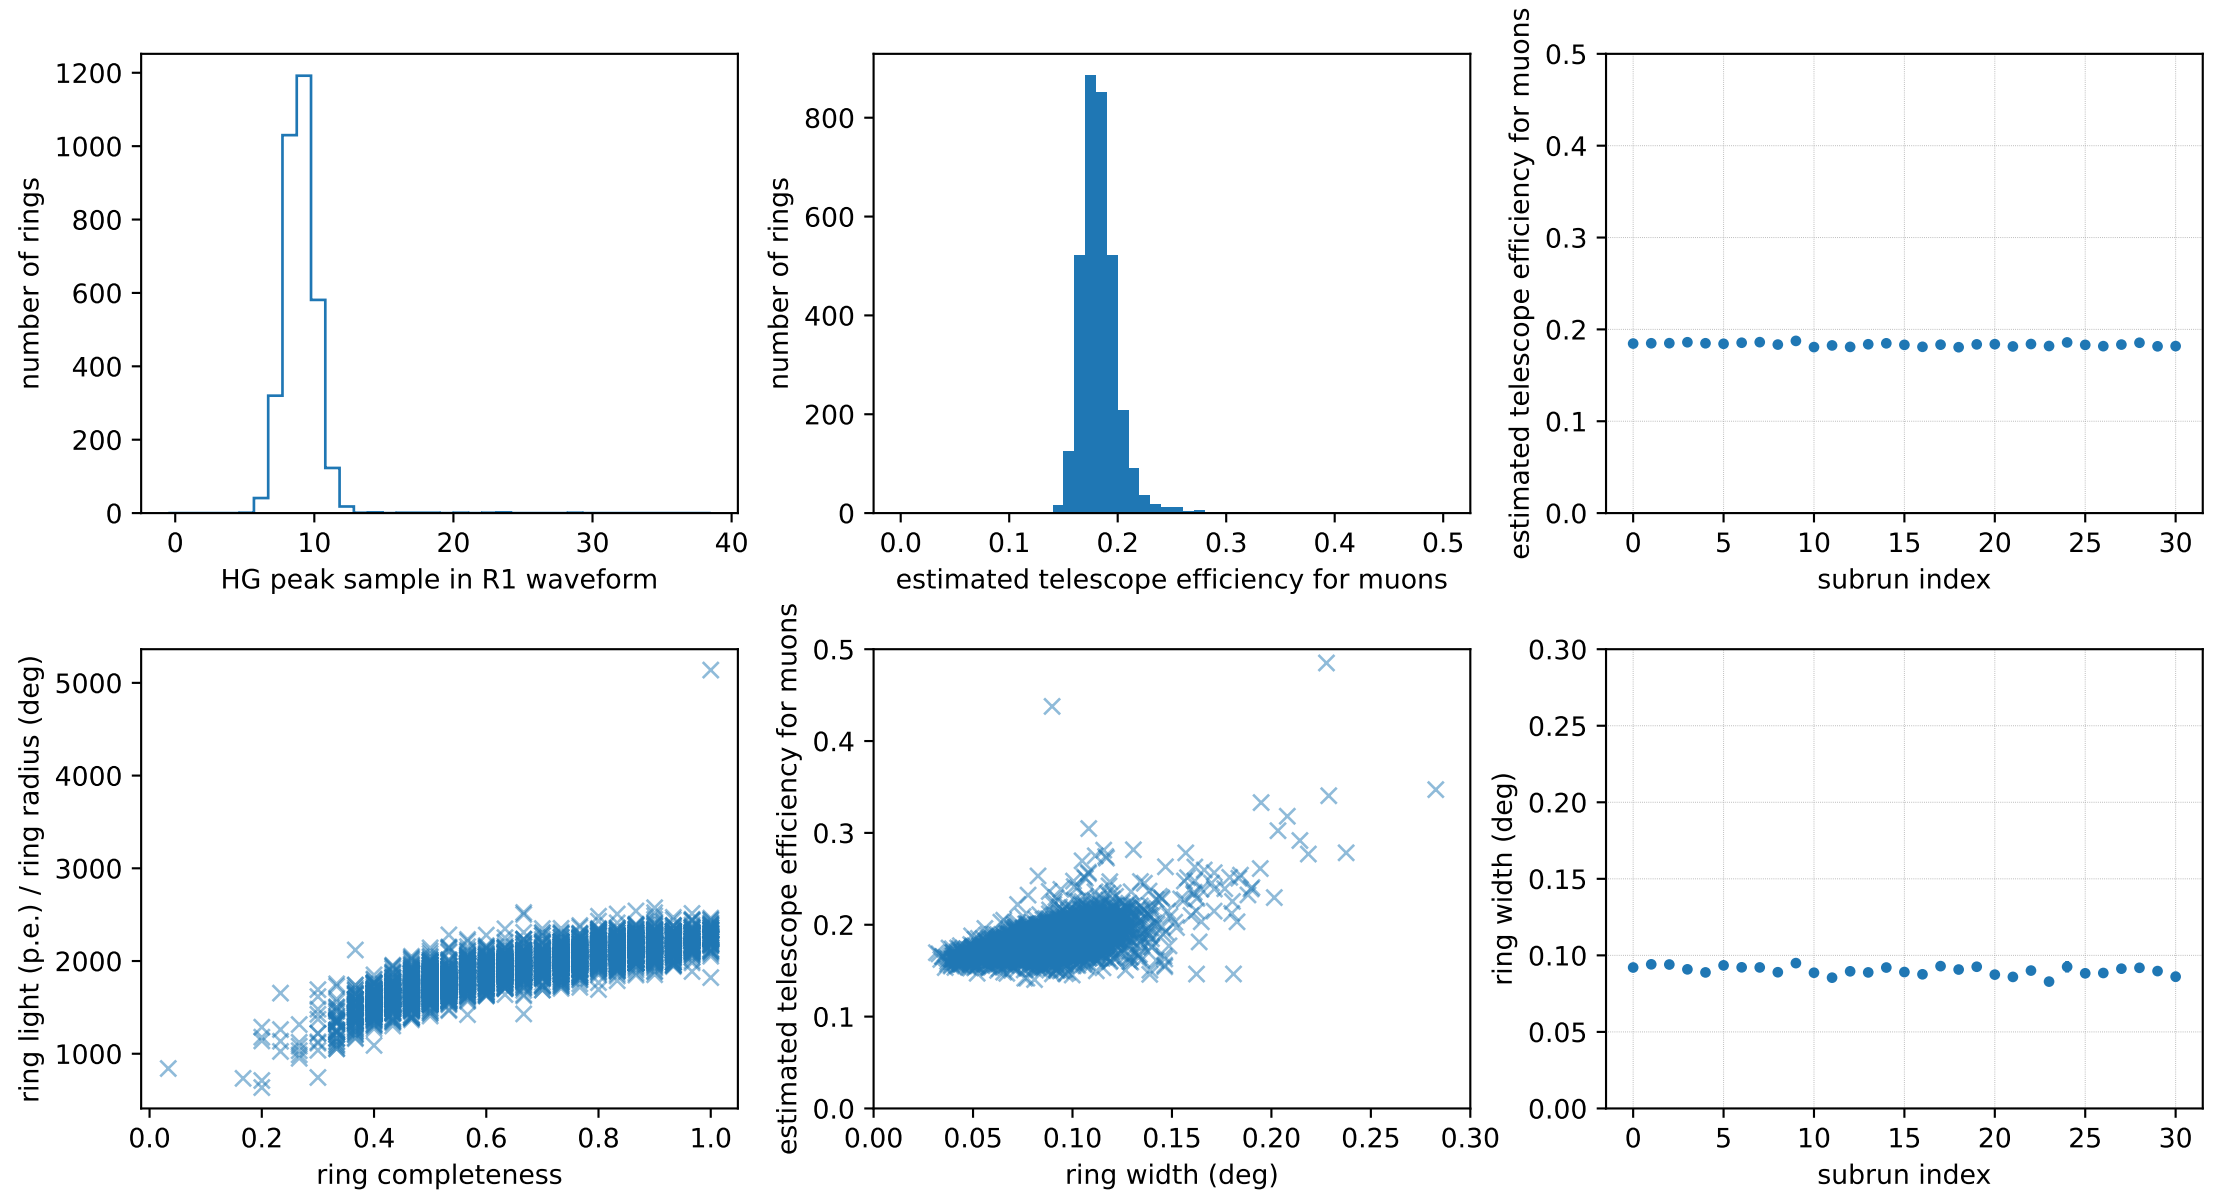 1200
1000
800
600
400
200
0
number of rings
0 10 20 30 40
HG peak sample in R1 waveform
800
600
400
200
0
number of rings
0.0 0.1 0.2 0.3 0.4 0.5
estimated telescope efficiency for muons
0.5
0.4
0.3
0.2
0.1
0.0
estimated telescope efficiency for muons
0 5 10 15 20 25 30
subrun index
5000
4000
3000
2000
1000
ring light (p.e.) / ring radius (deg)
0.0 0.2 0.4 0.6 0.8 1.0
ring completeness
0.5
0.4
0.3
0.2
0.1
0.0
estimated telescope efficiency for muons
0.00 0.05 0.10 0.15 0.20 0.25 0.30
ring width (deg)
0.30
0.25
0.20
0.15
0.10
0.05
0.00
ring width (deg)
0 5 10 15 20 25 30
subrun index